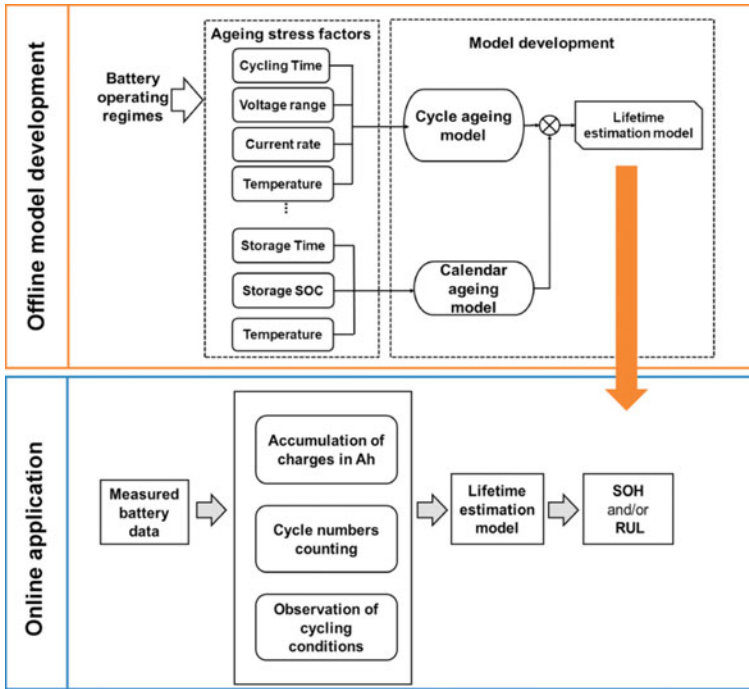 Offline model development
Ageing stress factors
Model development
Battery
operating
regimes
Cycling Time
Voltage range
Current rate
Temperature
...
Storage Time
Storage SOC
Temperature
Cycle ageing
model
Calendar
ageing
model
Lifetime
estimation model
Online application
Measured
battery
data
Accumulation of
charges in Ah
Cycle numbers
counting
Observation of
cycling
conditions
Lifetime
estimation
model
SOH
and/or
RUL